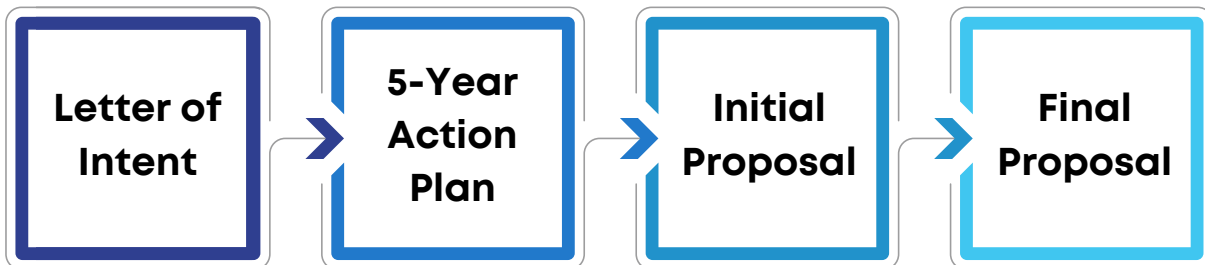 Letter of
Intent
5-Year
Action
Plan
Initial
Proposal
Final
Proposal